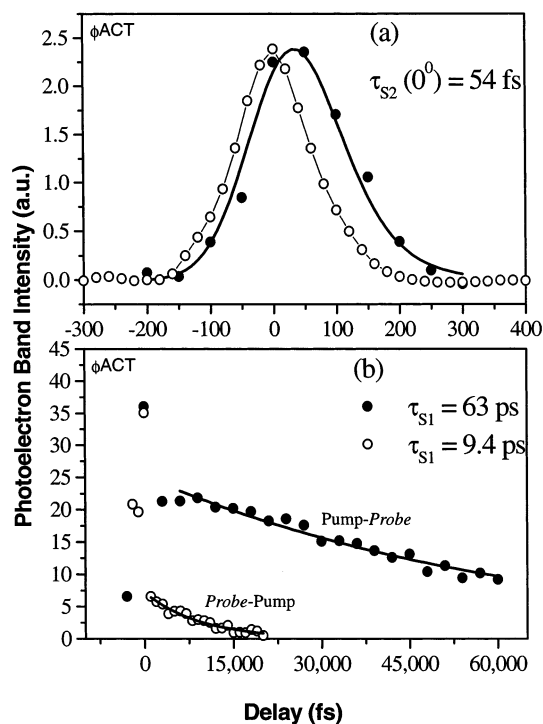 φACT
(a)
τS2 (0⁰) = 54 fs
2.5
2.0
1.5
1.0
0.5
0.0
-300 -200 -100 0 100 200 300 400
Photoelectron Band Intensity (a.u.)
φACT
(b)
τS1 = 63 ps
τS1 = 9.4 ps
Pump-Probe
Probe-Pump
45
40
35
30
25
20
15
10
5
0
0 15,000 30,000 45,000 60,000
Delay (fs)